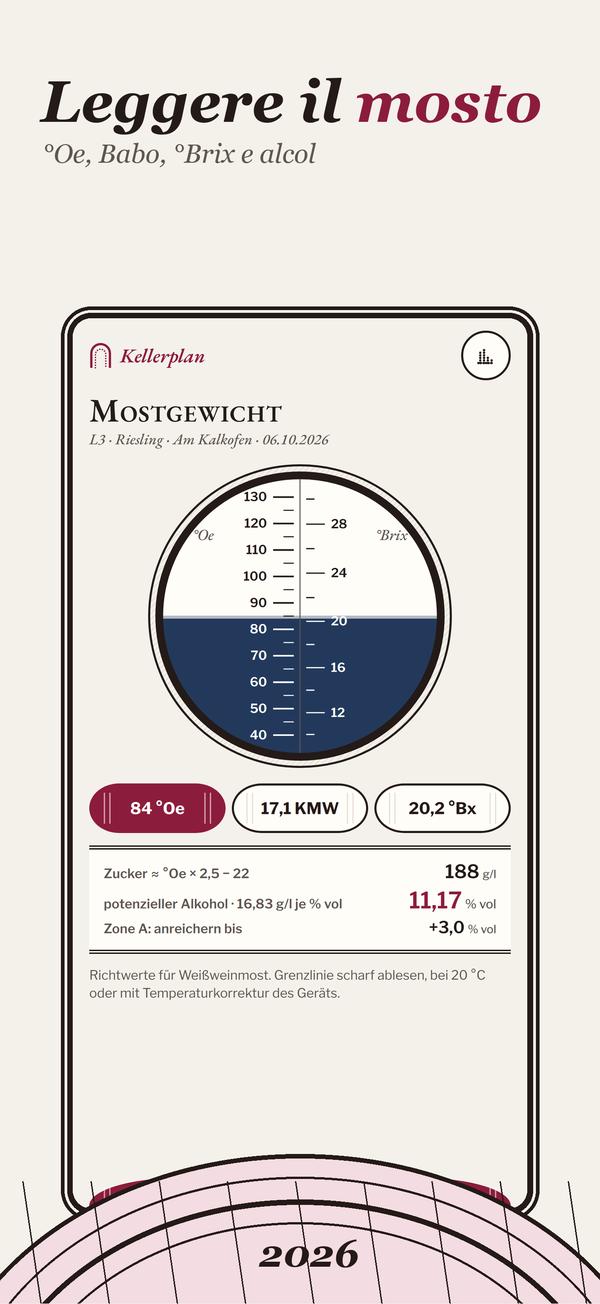 Leggere il mosto
°Oe, Babo, °Brix e alcol
Kellerplan
Mostgewicht
L3 · Riesling · Am Kalkofen · 06.10.2026
°Oe
°Brix
130
120
110
100
90
80
70
60
50
40
28
24
20
16
12
84 °Oe
17,1 KMW
20,2 °Bx
Zucker ≈ °Oe × 2,5 − 22 188 g/l
potenzieller Alkohol · 16,83 g/l je % vol 11,17 % vol
Zone A: anreichern bis +3,0 % vol
Richtwerte für Weißweinmost. Grenzlinie scharf ablesen, bei 20 °C
oder mit Temperaturkorrektur des Geräts.
2026